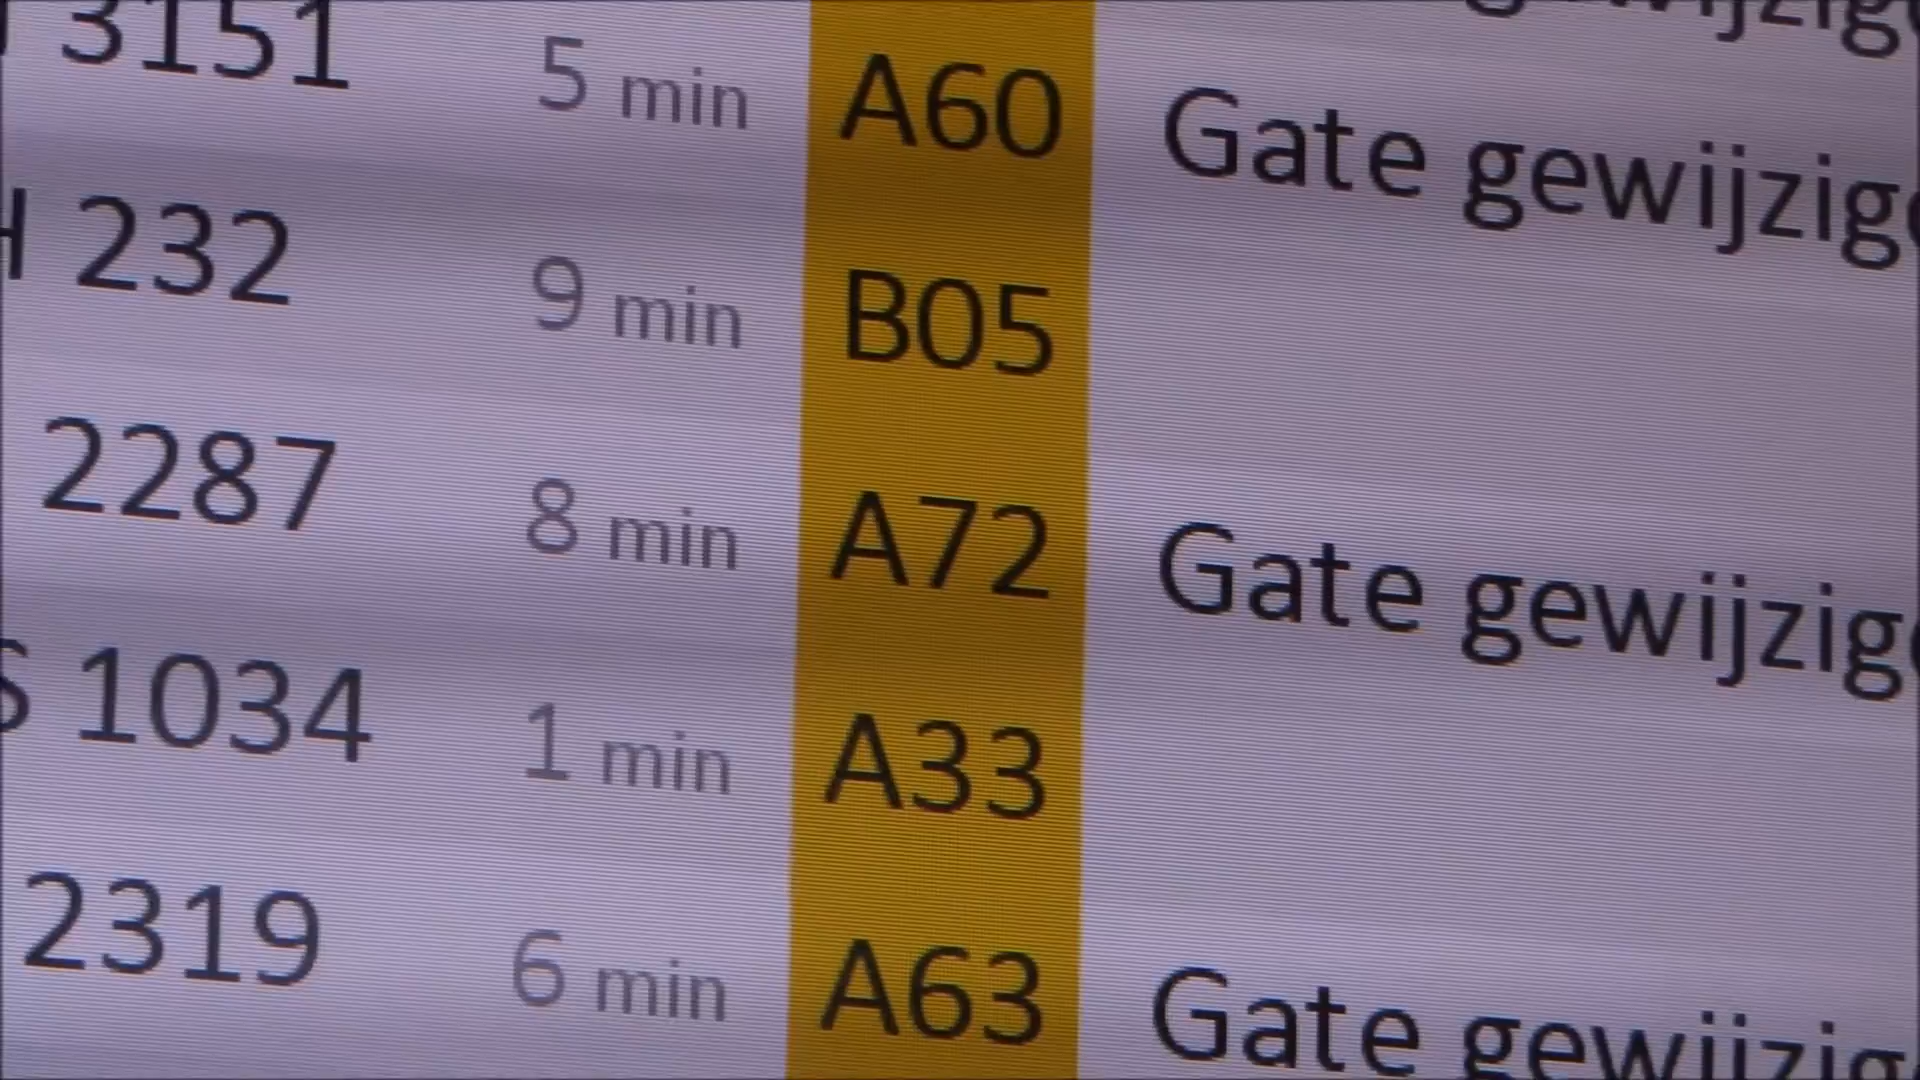 3151 5 min A60 Gate gewijzig
H 232 9 min B05
2287 8 min A72 Gate gewijzig
S 1034 1 min A33
2319 6 min A63 Gate gewijzig